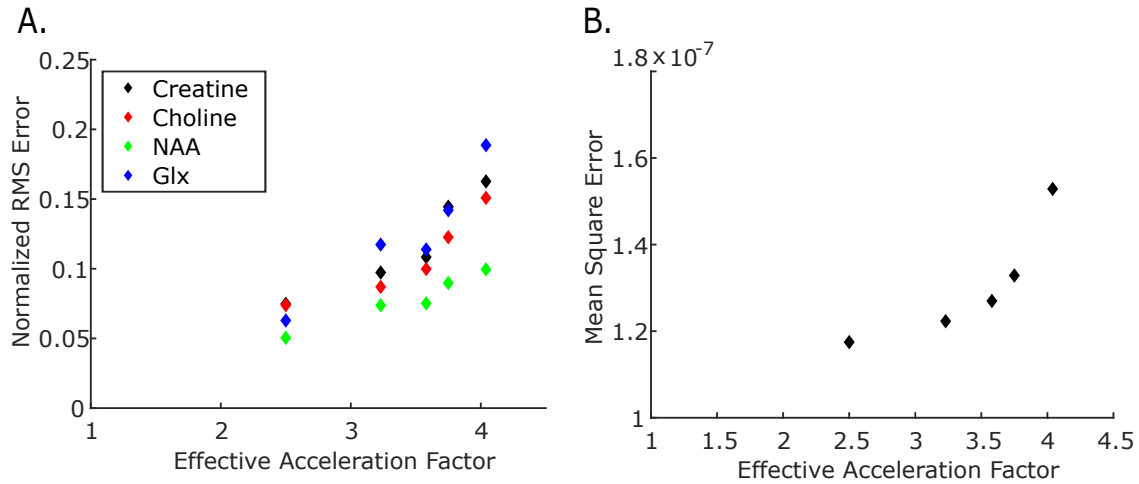 A.
Normalized RMS Error
0.25
0.2
0.15
0.1
0.05
0
Creatine
Choline
NAA
Glx
1 2 3 4
Effective Acceleration Factor
B.
Mean Square Error
1.8 × 10⁻⁷
1.6
1.4
1.2
1
1 1.5 2 2.5 3 3.5 4 4.5
Effective Acceleration Factor